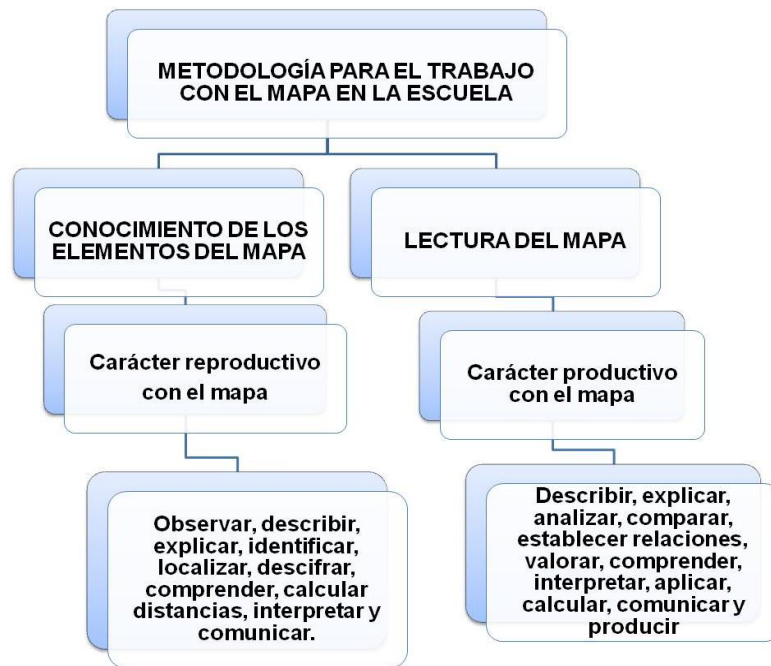 METODOLOGÍA PARA EL TRABAJO
CON EL MAPA EN LA ESCUELA
CONOCIMIENTO DE LOS
ELEMENTOS DEL MAPA
LECTURA DEL MAPA
Carácter reproductivo
con el mapa
Carácter productivo
con el mapa
Observar, describir,
explicar, identificar,
localizar, descifrar,
comprender, calcular
distancias, interpretar y
comunicar.
Describir, explicar,
analizar, comparar,
establecer relaciones,
valorar, comprender,
interpretar, aplicar,
calcular, comunicar y
producir